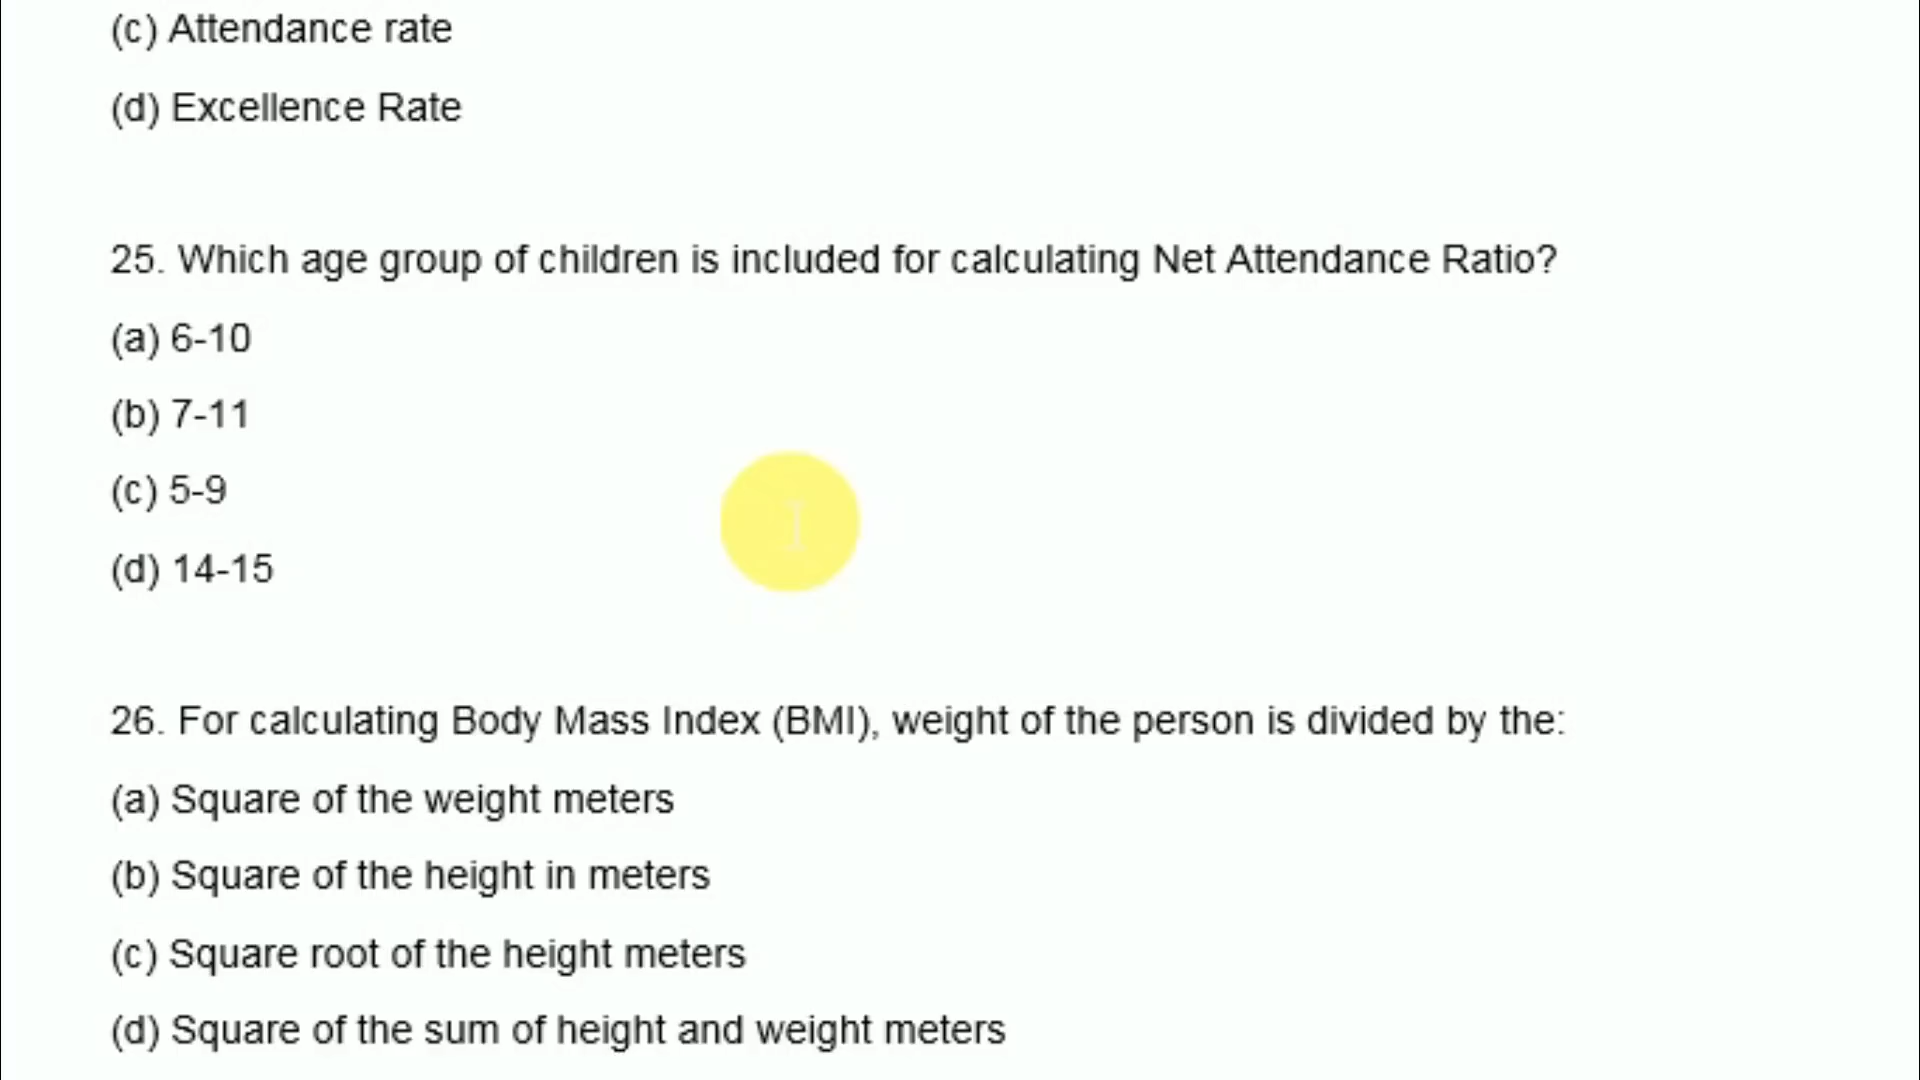 (c) Attendance rate
(d) Excellence Rate
25. Which age group of children is included for calculating Net Attendance Ratio?
(a) 6-10
(b) 7-11
(c) 5-9
(d) 14-15
26. For calculating Body Mass Index (BMI), weight of the person is divided by the:
(a) Square of the weight meters
(b) Square of the height in meters
(c) Square root of the height meters
(d) Square of the sum of height and weight meters